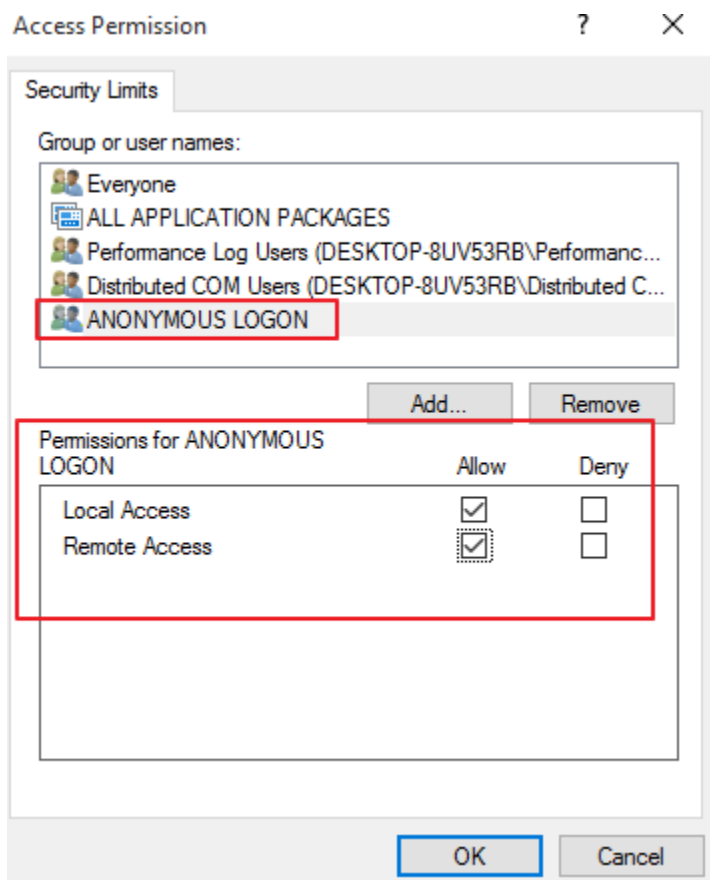 Access Permission ? ×
Security Limits
Group or user names:
Everyone
ALL APPLICATION PACKAGES
Performance Log Users (DESKTOP-8UV53RB\Performanc...
Distributed COM Users (DESKTOP-8UV53RB\Distributed C...
ANONYMOUS LOGON
Add... Remove
Permissions for ANONYMOUS
LOGON Allow Deny
Local Access
Remote Access
OK Cancel